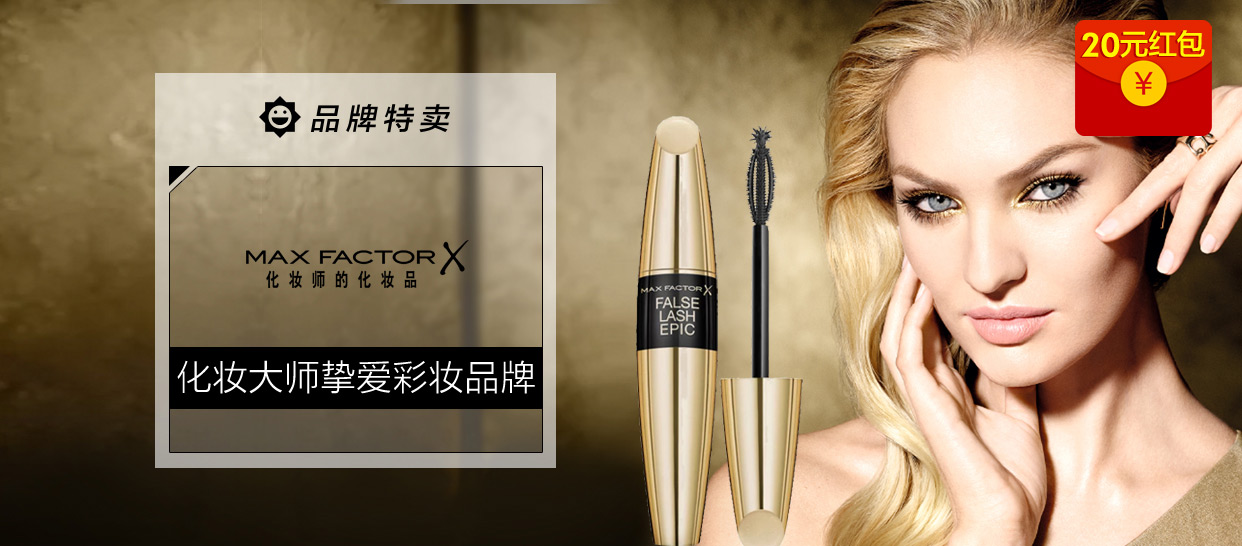 品牌特卖
MAX FACTOR X
化妆师的化妆品
化妆大师挚爱彩妆品牌
MAX FACTOR X
FALSE
LASH
EPIC
20元红包
¥